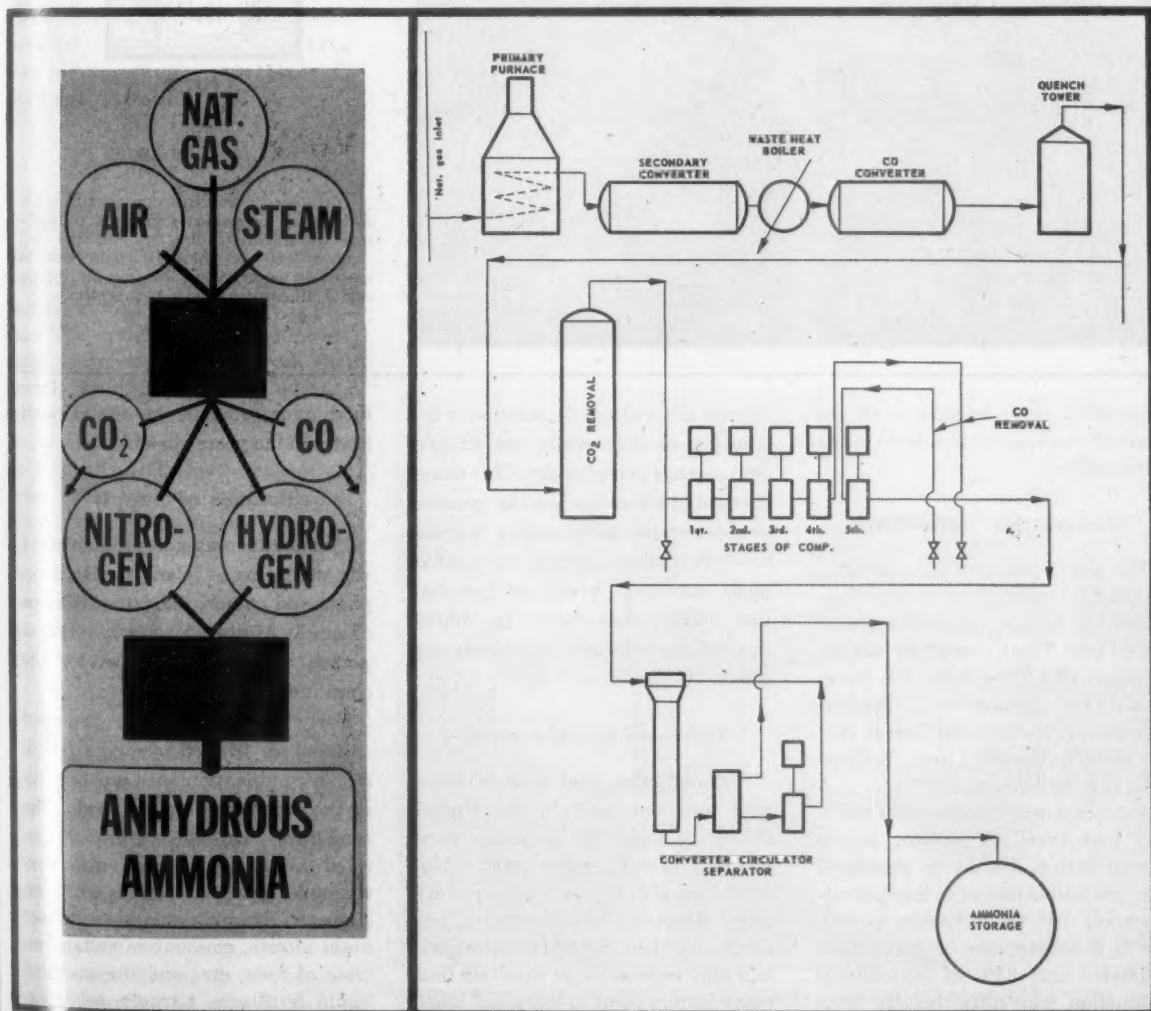 NAT.
GAS
AIR
STEAM
CO2
CO
NITRO-
GEN
HYDRO-
GEN
ANHYDROUS
AMMONIA
PRIMARY
FURNACE
Nat. gas inlet
SECONDARY
CONVERTER
WASTE HEAT
BOILER
CO
CONVERTER
QUENCH
TOWER
CO2 REMOVAL
CO
REMOVAL
1st. 2nd. 3rd. 4th. 5th.
STAGES OF COMP.
CONVERTER CIRCULATOR
SEPARATOR
AMMONIA
STORAGE